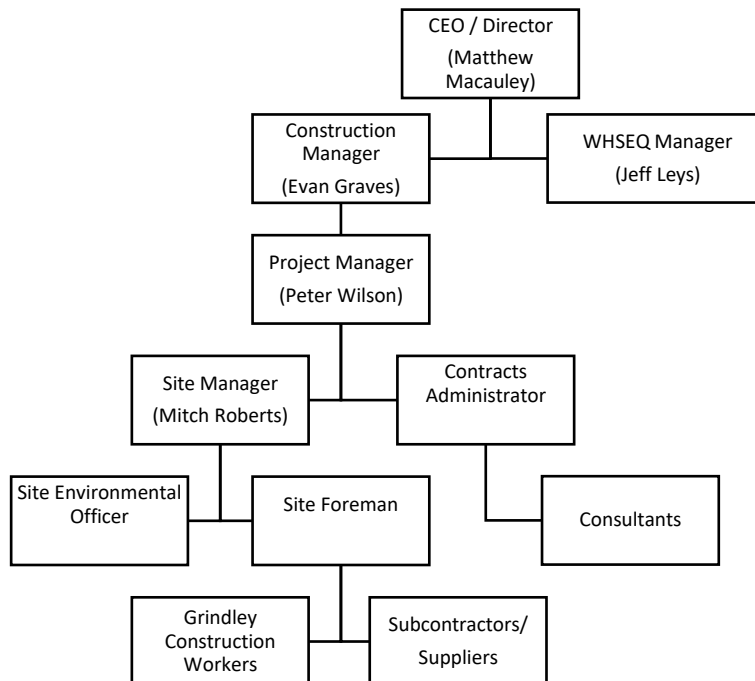 CEO / Director
(Matthew
Macauley)
Construction
Manager
(Evan Graves)
WHSEQ Manager
(Jeff Leys)
Project Manager
(Peter Wilson)
Site Manager
(Mitch Roberts)
Contracts
Administrator
Site Environmental
Officer
Site Foreman
Consultants
Grindley
Construction
Workers
Subcontractors/
Suppliers